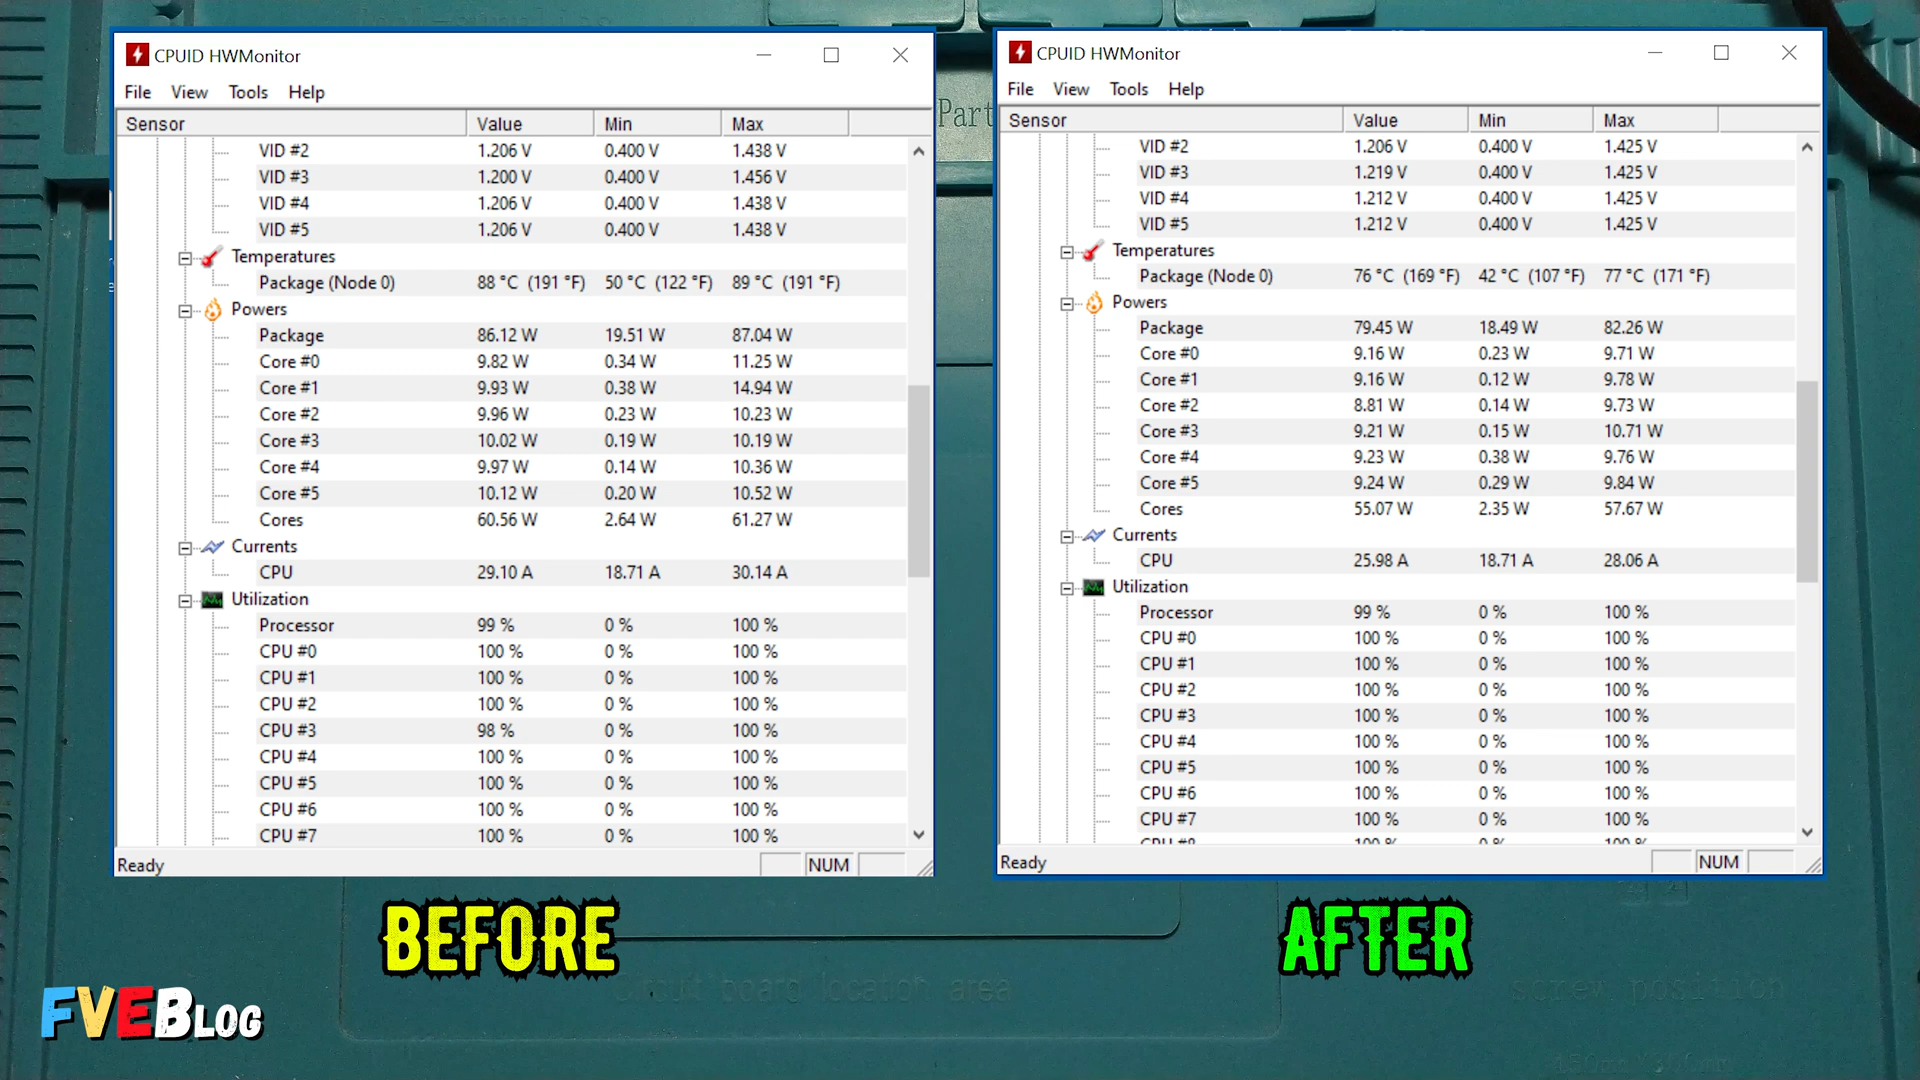 CPUID HWMonitor
File View Tools Help
Sensor Value Min Max
VID #2 1.206 V 0.400 V 1.438 V
VID #3 1.200 V 0.400 V 1.456 V
VID #4 1.206 V 0.400 V 1.438 V
VID #5 1.206 V 0.400 V 1.438 V
Temperatures
Package (Node 0) 88 °C (191 °F) 50 °C (122 °F) 89 °C (191 °F)
Powers
Package 86.12 W 19.51 W 87.04 W
Core #0 9.82 W 0.34 W 11.25 W
Core #1 9.93 W 0.38 W 14.94 W
Core #2 9.96 W 0.23 W 10.23 W
Core #3 10.02 W 0.19 W 10.19 W
Core #4 9.97 W 0.14 W 10.36 W
Core #5 10.12 W 0.20 W 10.52 W
Cores 60.56 W 2.64 W 61.27 W
Currents
CPU 29.10 A 18.71 A 30.14 A
Utilization
Processor 99 % 0 % 100 %
CPU #0 100 % 0 % 100 %
CPU #1 100 % 0 % 100 %
CPU #2 100 % 0 % 100 %
CPU #3 98 % 0 % 100 %
CPU #4 100 % 0 % 100 %
CPU #5 100 % 0 % 100 %
CPU #6 100 % 0 % 100 %
CPU #7 100 % 0 % 100 %
Ready NUM
BEFORE
Part
CPUID HWMonitor
File View Tools Help
Sensor Value Min Max
VID #2 1.206 V 0.400 V 1.425 V
VID #3 1.219 V 0.400 V 1.425 V
VID #4 1.212 V 0.400 V 1.425 V
VID #5 1.212 V 0.400 V 1.425 V
Temperatures
Package (Node 0) 76 °C (169 °F) 42 °C (107 °F) 77 °C (171 °F)
Powers
Package 79.45 W 18.49 W 82.26 W
Core #0 9.16 W 0.23 W 9.71 W
Core #1 9.16 W 0.12 W 9.78 W
Core #2 8.81 W 0.14 W 9.73 W
Core #3 9.21 W 0.15 W 10.71 W
Core #4 9.23 W 0.38 W 9.76 W
Core #5 9.24 W 0.29 W 9.84 W
Cores 55.07 W 2.35 W 57.67 W
Currents
CPU 25.98 A 18.71 A 28.06 A
Utilization
Processor 99 % 0 % 100 %
CPU #0 100 % 0 % 100 %
CPU #1 100 % 0 % 100 %
CPU #2 100 % 0 % 100 %
CPU #3 100 % 0 % 100 %
CPU #4 100 % 0 % 100 %
CPU #5 100 % 0 % 100 %
CPU #6 100 % 0 % 100 %
CPU #7 100 % 0 % 100 %
CPU #8 100 % 0 % 100 %
Ready NUM
AFTER
board location area
screw position
FVEBLOG